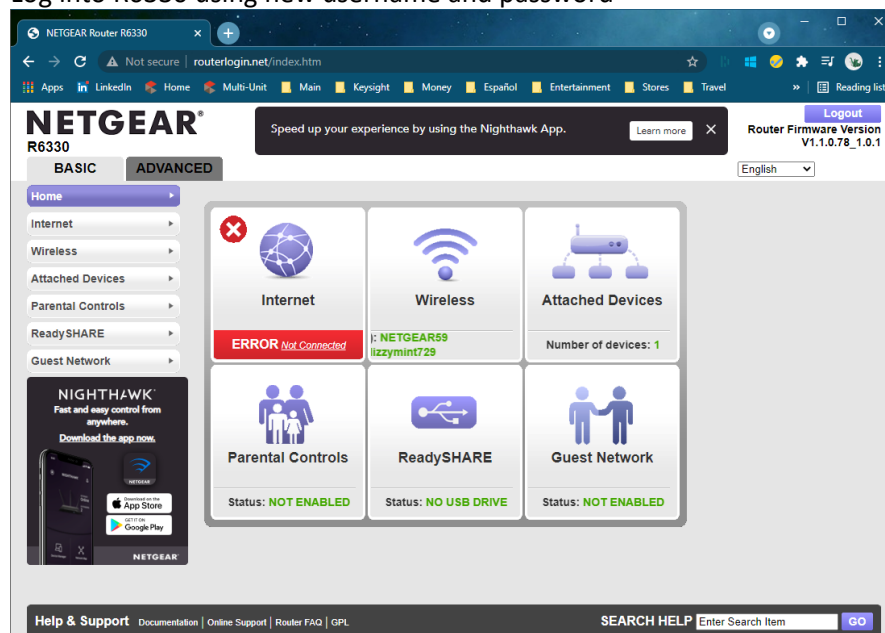 Log into R6330 using new username and password
NETGEAR Router R6330
Not secure | routerlogin.net/index.htm
Apps LinkedIn Home Multi-Unit Main Keysight Money Español Entertainment Stores Travel » Reading list
NETGEAR®
R6330
Speed up your experience by using the Nighthawk App. Learn more X
Logout
Router Firmware Version
V1.1.0.78_1.0.1
BASIC ADVANCED
English
Home
Internet
Wireless
Attached Devices
Parental Controls
ReadySHARE
Guest Network
Internet
ERROR Not Connected
Wireless
): NETGEAR59
lizzymint729
Attached Devices
Number of devices: 1
Parental Controls
Status: NOT ENABLED
ReadySHARE
Status: NO USB DRIVE
Guest Network
Status: NOT ENABLED
NIGHTHAWK
Fast and easy control from
anywhere.
Download the app now.
NETGEAR
Download on the
App Store
GET IT ON
Google Play
NETGEAR
Help & Support Documentation | Online Support | Router FAQ | GPL
SEARCH HELP Enter Search Item GO